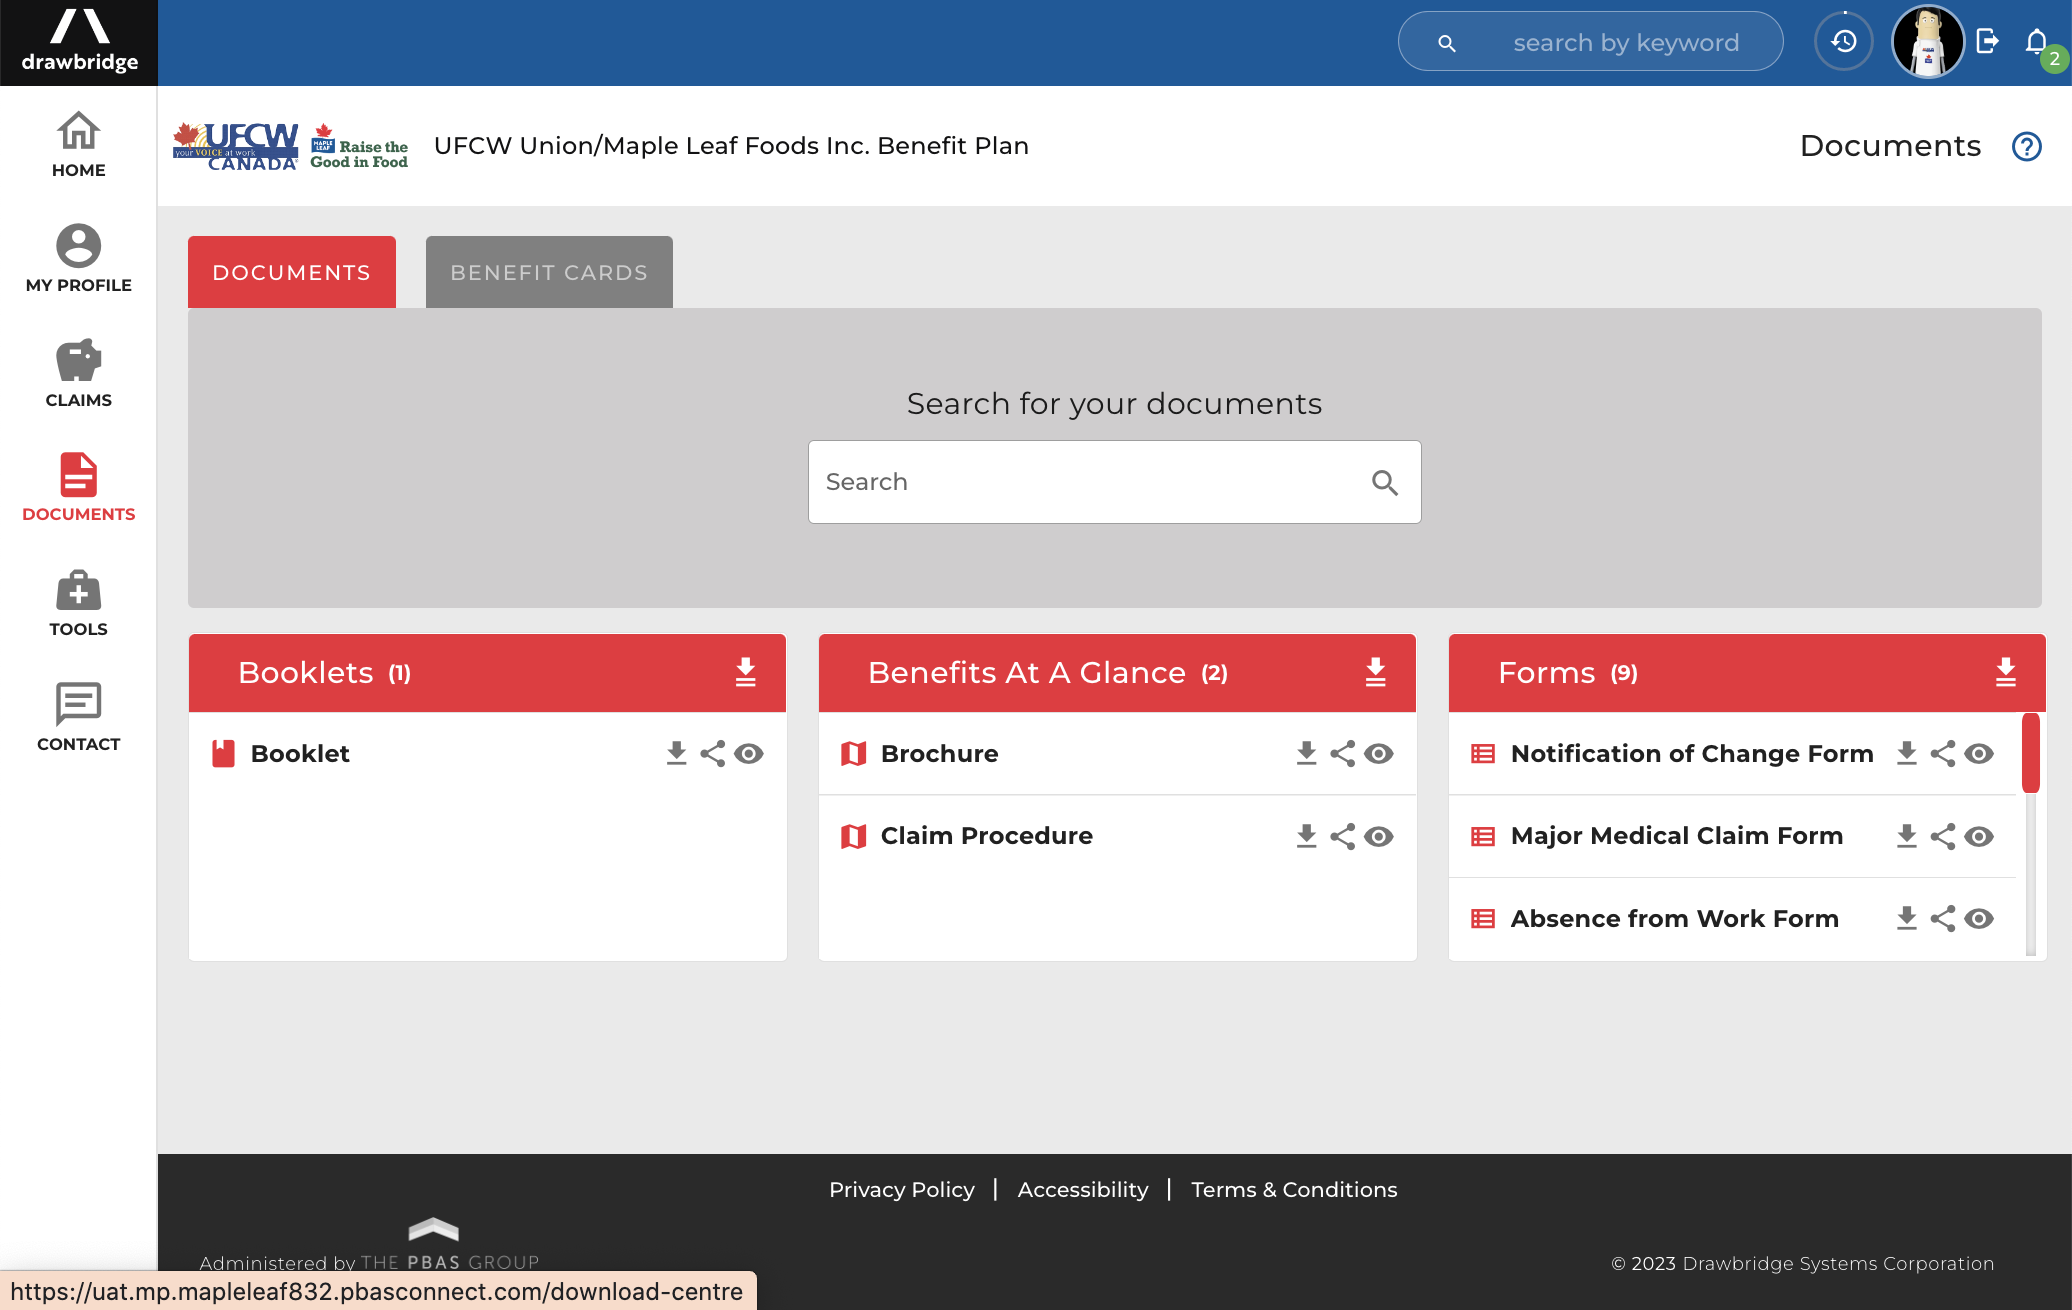 drawbridge
search by keyword
2
HOME
MY PROFILE
CLAIMS
DOCUMENTS
TOOLS
CONTACT
UFCW
your VOICE at work
CANADA
MAPLE LEAF
Raise the
Good in Food
UFCW Union/Maple Leaf Foods Inc. Benefit Plan
Documents
DOCUMENTS
BENEFIT CARDS
Search for your documents
Search
Booklets (1)
Booklet
Benefits At A Glance (2)
Brochure
Claim Procedure
Forms (9)
Notification of Change Form
Major Medical Claim Form
Absence from Work Form
Privacy Policy | Accessibility | Terms & Conditions
Administered by THE PBAS GROUP
© 2023 Drawbridge Systems Corporation
https://uat.mp.mapleleaf832.pbasconnect.com/download-centre